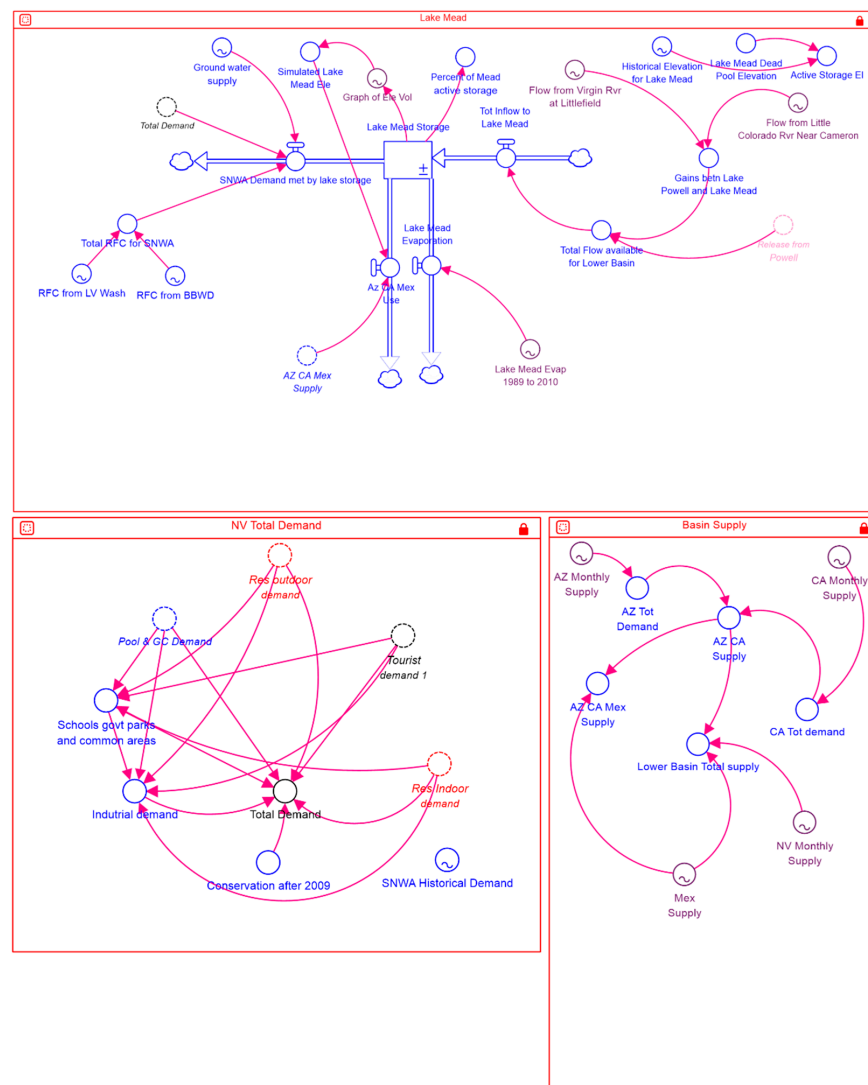 Lake Mead
Ground water
supply
Simulated Lake
Mead Ele
Graph of Ele Vol
Percent of Mead
active storage
Historical Elevation
for Lake Mead
Lake Mead Dead
Pool Elevation
Active Storage El
Flow from Virgin Rvr
at Littlefield
Flow from Little
Colorado Rvr Near Cameron
Total Demand
Lake Mead Storage
Tot Inflow to
Lake Mead
SNWA Demand met by lake storage
Gains betn Lake
Powell and Lake Mead
Total RFC for SNWA
Lake Mead
Evaporation
Total Flow available
for Lower Basin
Release from
Powell
RFC from LV Wash
RFC from BBWD
Az CA Mex
Use
AZ CA Mex
Supply
Lake Mead Evap
1989 to 2010
NV Total Demand
Res outdoor
demand
Pool & GC Demand
Tourist
demand 1
Schools govt parks
and common areas
Res Indoor
demand
Indutrial demand
Total Demand
Conservation after 2009
SNWA Historical Demand
Basin Supply
AZ Monthly
Supply
CA Monthly
Supply
AZ Tot
Demand
AZ CA
Supply
AZ CA Mex
Supply
CA Tot demand
Lower Basin Total supply
NV Monthly
Supply
Mex
Supply